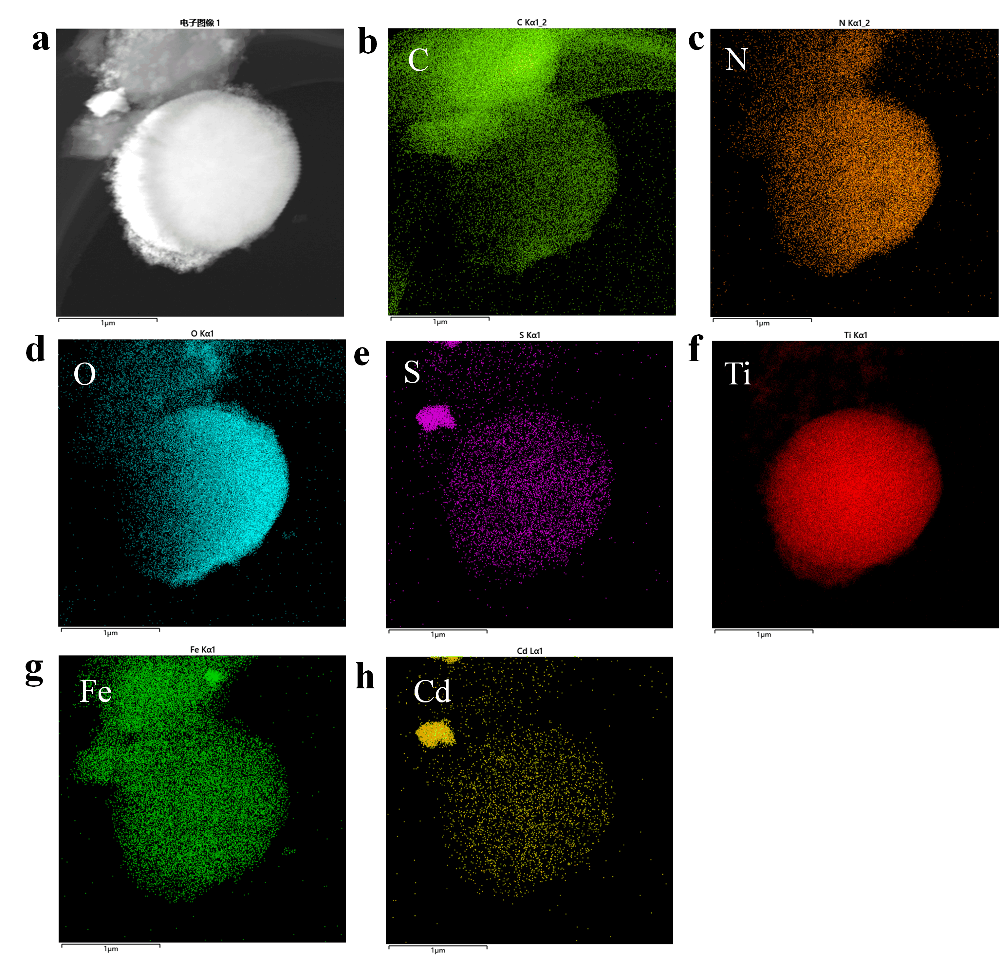 电子图像 1
a
1μm
C Kα1_2
b
C
1μm
N Kα1_2
c
N
1μm
O Kα1
d
O
1μm
S Kα1
e
S
1μm
Ti Kα1
f
Ti
1μm
Fe Kα1
g
Fe
1μm
Cd Lα1
h
Cd
1μm